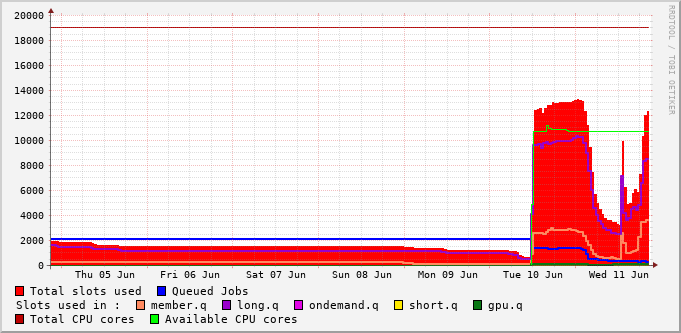 20000
18000
16000
14000
12000
10000
8000
6000
4000
2000
0
Thu 05 Jun Fri 06 Jun Sat 07 Jun Sun 08 Jun Mon 09 Jun Tue 10 Jun Wed 11 Jun
Total slots used Queued Jobs
Slots used in : member.q long.q ondemand.q short.q gpu.q
Total CPU cores Available CPU cores
RRDTOOL / TOBI OETIKER